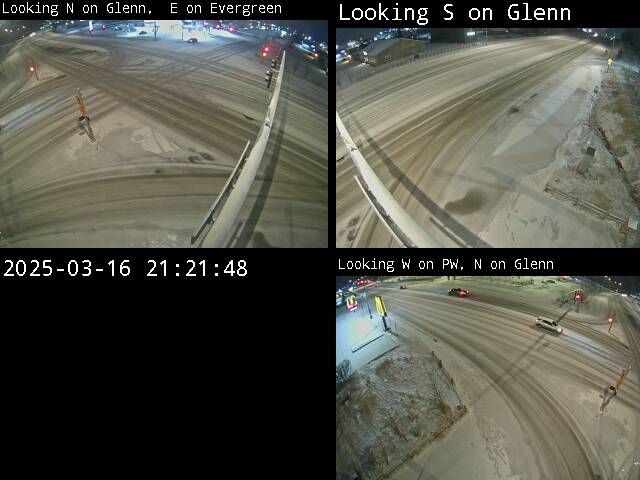 Looking N on Glenn,  E on Evergreen
Looking S on Glenn
2025-03-16 21:21:48
Looking W on PW, N on Glenn